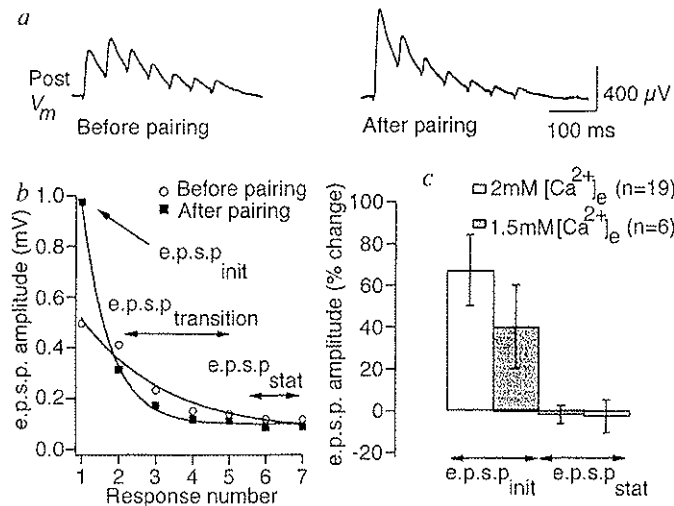 a
Post
Vm
Before pairing
After pairing
400 µV
100 ms
b
○ Before pairing
■ After pairing
e.p.s.p. amplitude (mV)
1.0
0.8
0.6
0.4
0.2
0.0
e.p.s.p init
e.p.s.p transition
e.p.s.p stat
1 2 3 4 5 6 7
Response number
c
2mM [Ca2+]e (n=19)
1.5mM [Ca2+]e (n=6)
e.p.s.p. amplitude (% change)
100
80
60
40
20
0
-20
e.p.s.p init
e.p.s.p stat